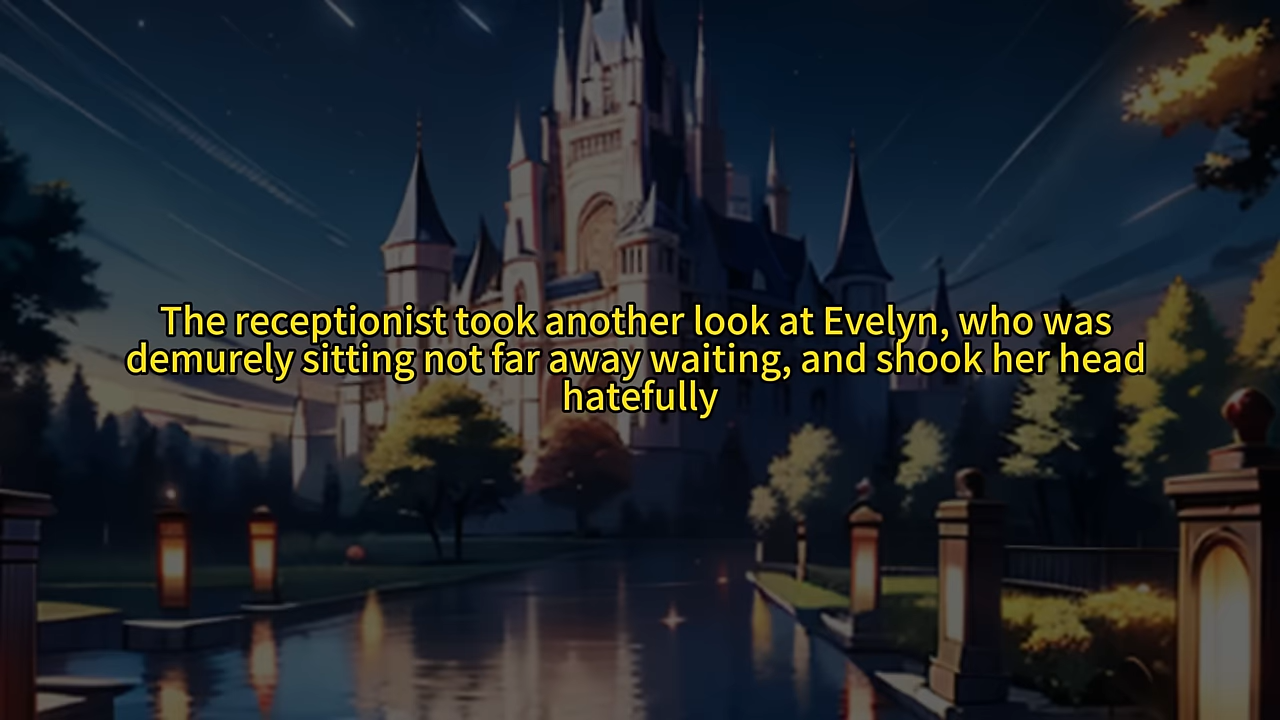 The receptionist took another look at Evelyn, who was
demurely sitting not far away waiting, and shook her head
hatefully